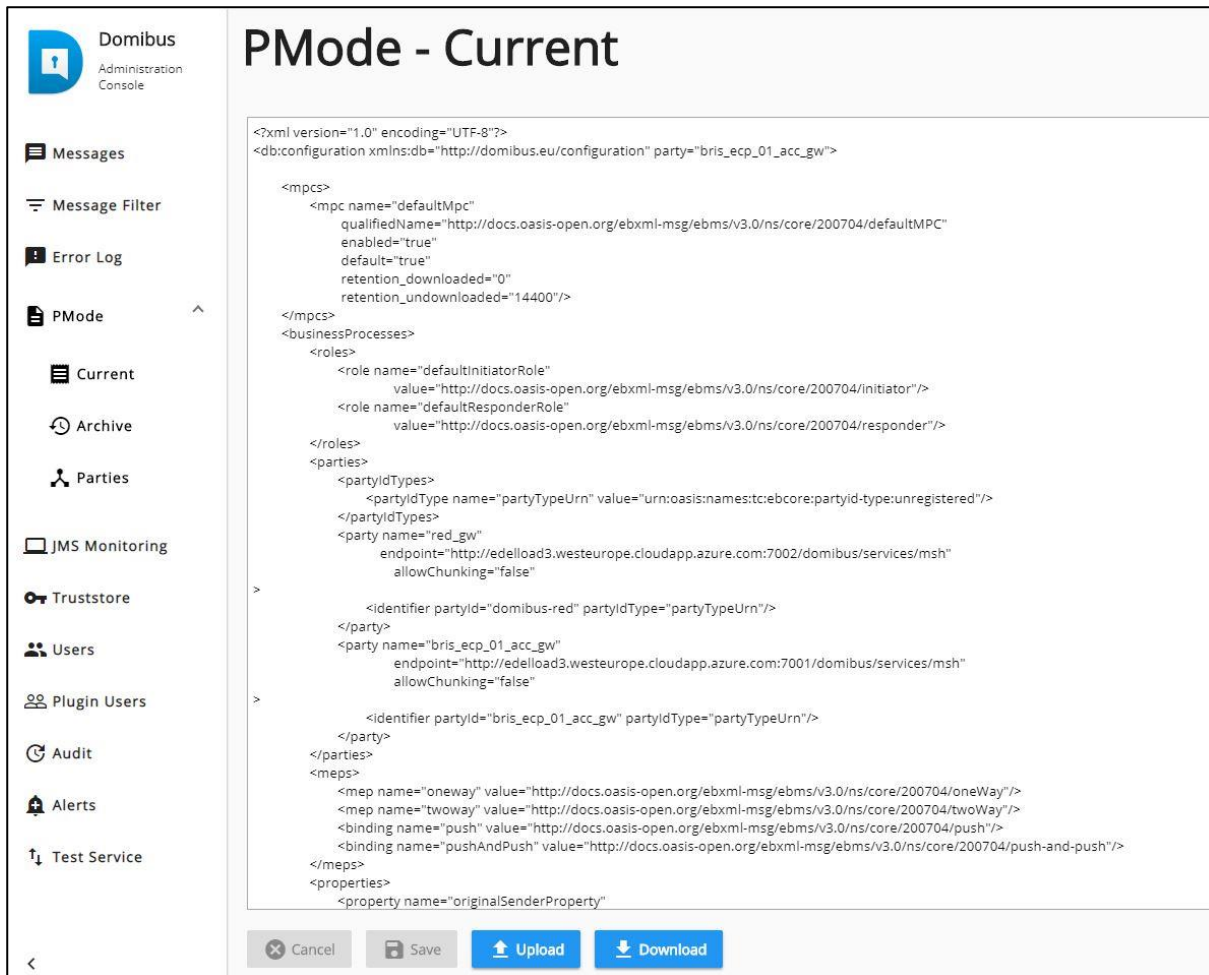 Domibus
Administration
Console
Messages
Message Filter
Error Log
PMode
Current
Archive
Parties
JMS Monitoring
Truststore
Users
Plugin Users
Audit
Alerts
Test Service
PMode - Current
<?xml version="1.0" encoding="UTF-8"?>
<db:configuration xmlns:db="http://domibus.eu/configuration" party="bris_ecp_01_acc_gw">
<mpcs>
<mpc name="defaultMpc"
qualifiedName="http://docs.oasis-open.org/ebxml-msg/ebms/v3.0/ns/core/200704/defaultMPC"
enabled="true"
default="true"
retention_downloaded="0"
retention_undownloaded="14400"/>
</mpcs>
<businessProcesses>
<roles>
<role name="defaultInitiatorRole"
value="http://docs.oasis-open.org/ebxml-msg/ebms/v3.0/ns/core/200704/initiator"/>
<role name="defaultResponderRole"
value="http://docs.oasis-open.org/ebxml-msg/ebms/v3.0/ns/core/200704/responder"/>
</roles>
<parties>
<partyIdTypes>
<partyIdType name="partyTypeUrn" value="urn:oasis:names:tc:ebcore:partyid-type:unregistered"/>
</partyIdTypes>
<party name="red_gw"
endpoint="http://edelload3.westeurope.cloudapp.azure.com:7002/domibus/services/msh"
allowChunking="false"
>
<identifier partyId="domibus-red" partyIdType="partyTypeUrn"/>
</party>
<party name="bris_ecp_01_acc_gw"
endpoint="http://edelload3.westeurope.cloudapp.azure.com:7001/domibus/services/msh"
allowChunking="false"
>
<identifier partyId="bris_ecp_01_acc_gw" partyIdType="partyTypeUrn"/>
</party>
</parties>
<meps>
<mep name="oneway" value="http://docs.oasis-open.org/ebxml-msg/ebms/v3.0/ns/core/200704/oneWay"/>
<mep name="twoway" value="http://docs.oasis-open.org/ebxml-msg/ebms/v3.0/ns/core/200704/twoWay"/>
<binding name="push" value="http://docs.oasis-open.org/ebxml-msg/ebms/v3.0/ns/core/200704/push"/>
<binding name="pushAndPush" value="http://docs.oasis-open.org/ebxml-msg/ebms/v3.0/ns/core/200704/push-and-push"/>
</meps>
<properties>
<property name="originalSenderProperty"
Cancel
Save
Upload
Download